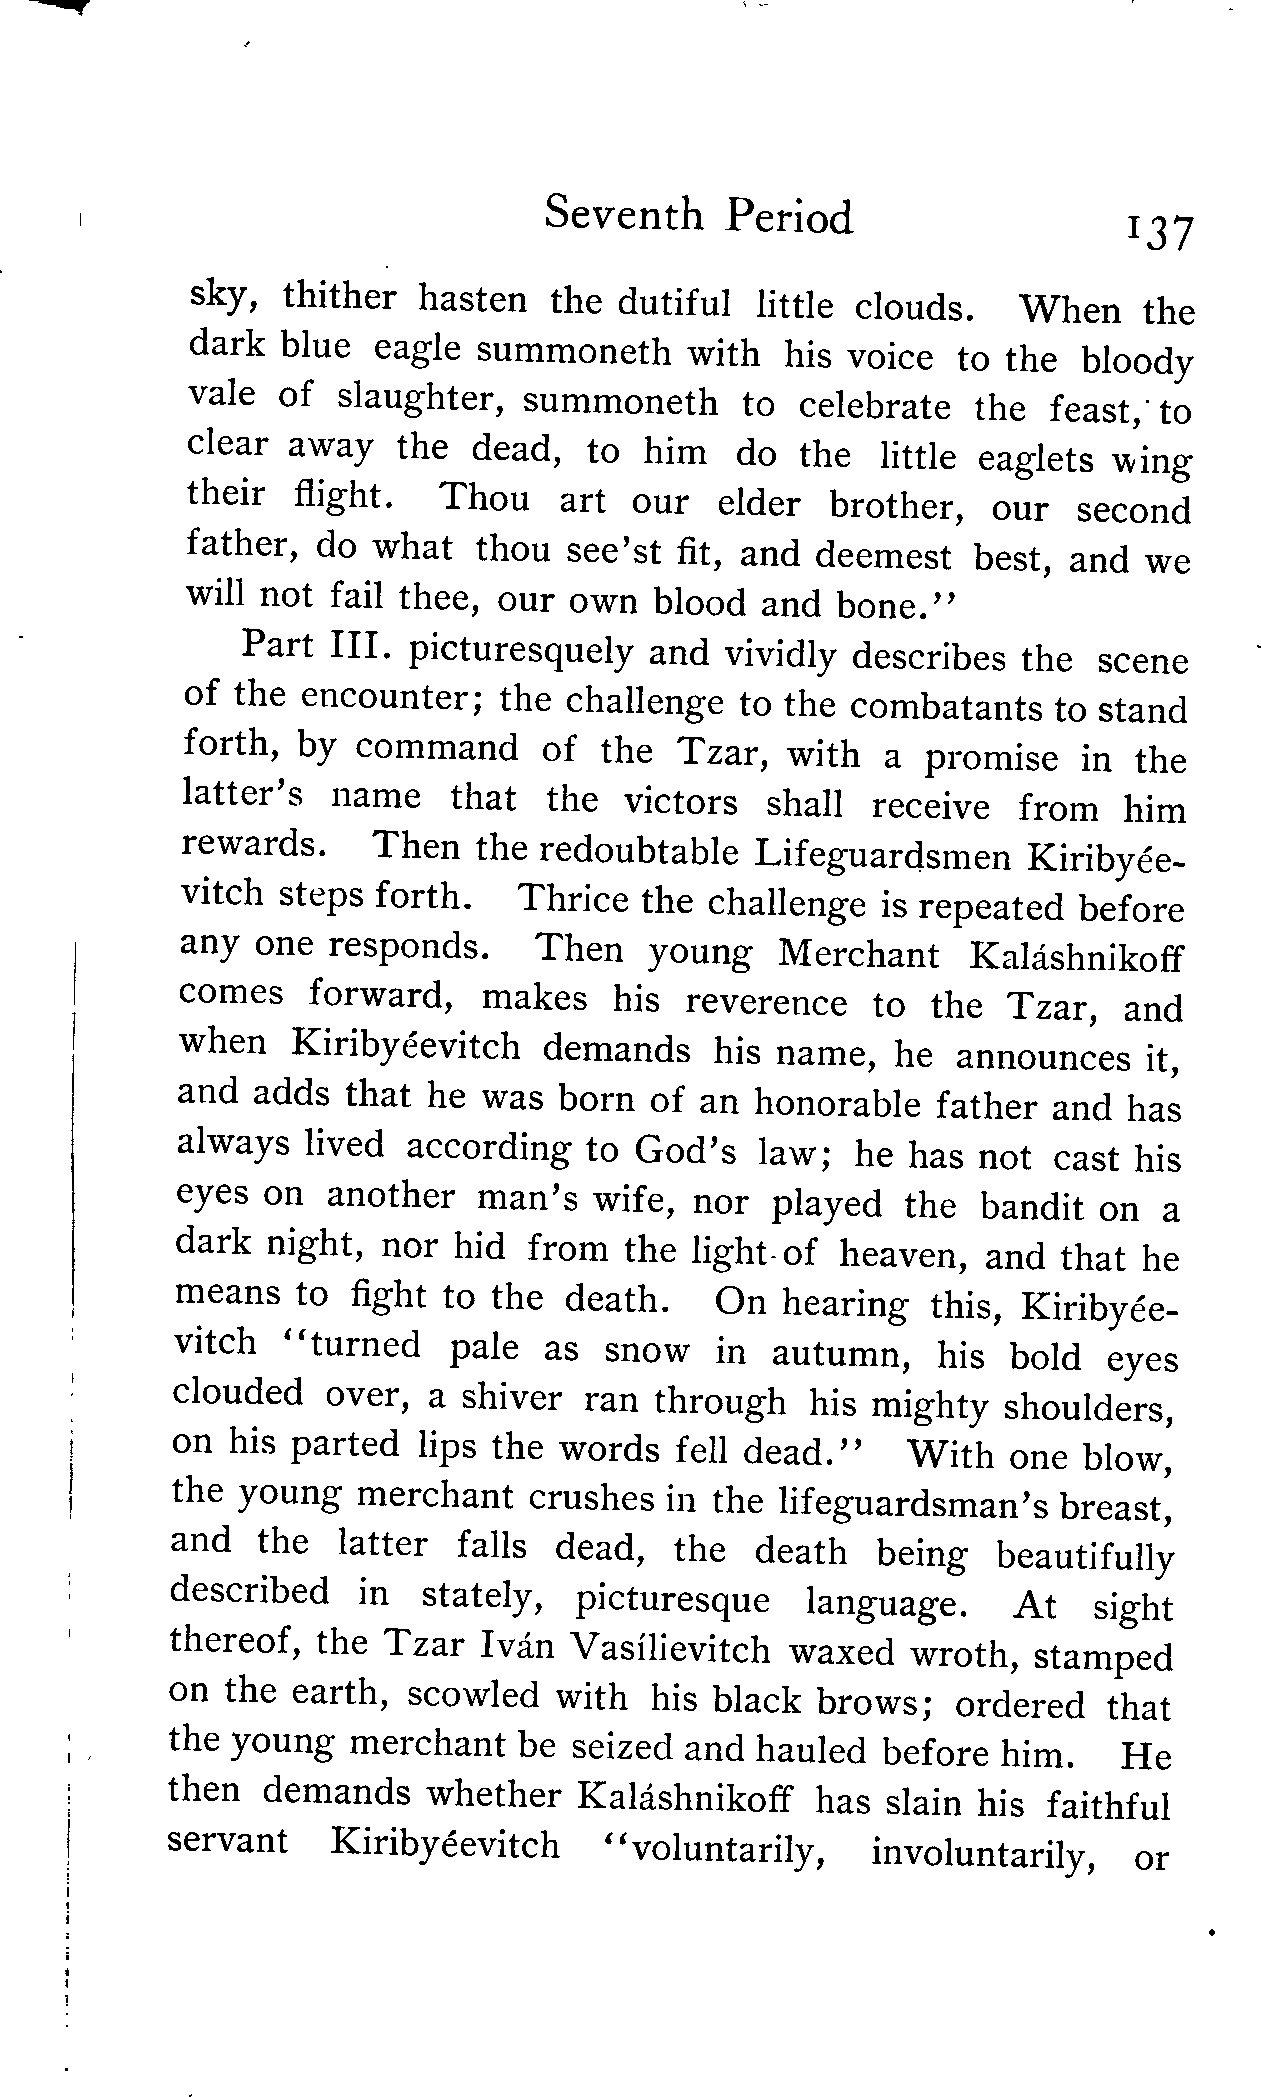 Seventh Period 137
sky, thither hasten the dutiful little clouds. When the
dark blue eagle summoneth with his voice to the bloody
vale of slaughter, summoneth to celebrate the feast, to
clear away the dead, to him do the little eaglets wing
their flight. Thou art our elder brother, our second
father, do what thou see'st fit, and deemest best, and we
will not fail thee, our own blood and bone."
Part III. picturesquely and vividly describes the scene
of the encounter; the challenge to the combatants to stand
forth, by command of the Tzar, with a promise in the
latter's name that the victors shall receive from him
rewards. Then the redoubtable Lifeguardsmen Kiribyée-
vitch steps forth. Thrice the challenge is repeated before
any one responds. Then young Merchant Kaláshnikoff
comes forward, makes his reverence to the Tzar, and
when Kiribyéevitch demands his name, he announces it,
and adds that he was born of an honorable father and has
always lived according to God's law; he has not cast his
eyes on another man's wife, nor played the bandit on a
dark night, nor hid from the light of heaven, and that he
means to fight to the death. On hearing this, Kiribyée-
vitch "turned pale as snow in autumn, his bold eyes
clouded over, a shiver ran through his mighty shoulders,
on his parted lips the words fell dead." With one blow,
the young merchant crushes in the lifeguardsman's breast,
and the latter falls dead, the death being beautifully
described in stately, picturesque language. At sight
thereof, the Tzar Iván Vasílievitch waxed wroth, stamped
on the earth, scowled with his black brows; ordered that
the young merchant be seized and hauled before him. He
then demands whether Kaláshnikoff has slain his faithful
servant Kiribyéevitch "voluntarily, involuntarily, or